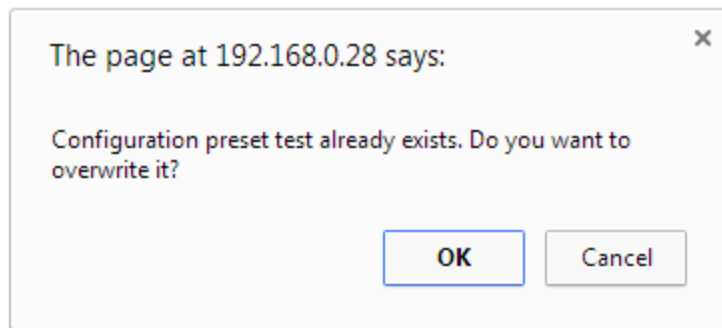 The page at 192.168.0.28 says:
Configuration preset test already exists. Do you want to
overwrite it?
OK
Cancel